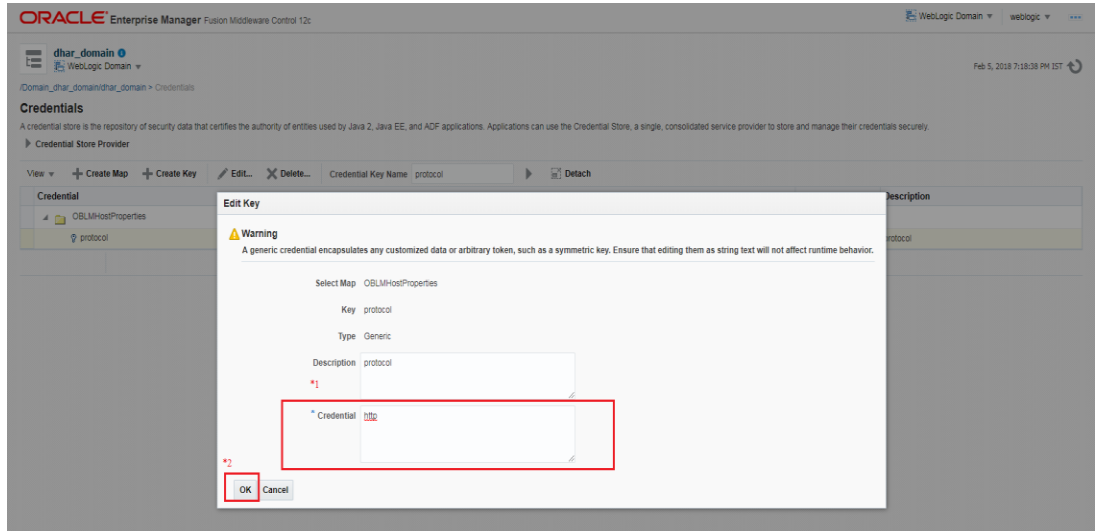 ORACLE Enterprise Manager Fusion Middleware Control 12c WebLogic Domain weblogic ...
dhar_domain
WebLogic Domain
Feb 5, 2018 7:18:38 PM IST
/Domain_dhar_domain/dhar_domain > Credentials
Credentials
A credential store is the repository of security data that certifies the authority of entities used by Java 2, Java EE, and ADF applications. Applications can use the Credential Store, a single, consolidated service provider to store and manage their credentials securely.
Credential Store Provider
View Create Map Create Key Edit... Delete... Credential Key Name protocol Detach
Credential Description
OBLMHostProperties
protocol protocol
Edit Key
Warning
A generic credential encapsulates any customized data or arbitrary token, such as a symmetric key. Ensure that editing them as string text will not affect runtime behavior.
Select Map OBLMHostProperties
Key protocol
Type Generic
Description protocol
*1
* Credential http
*2
OK Cancel